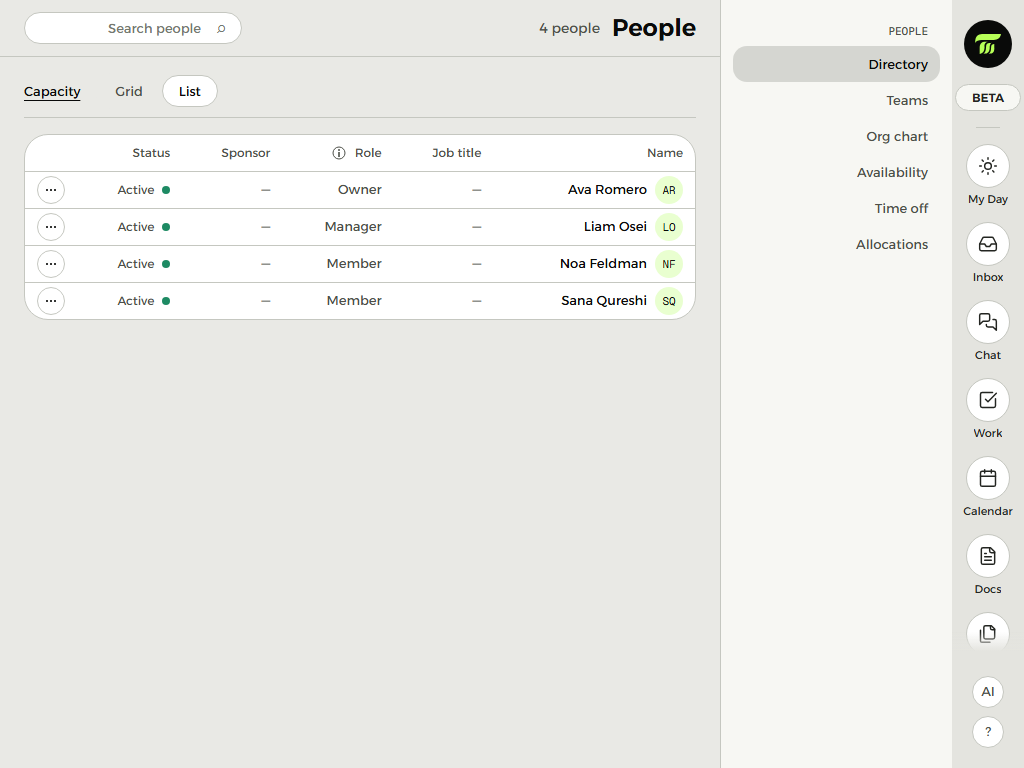 BETA
My Day
Inbox
Chat
Work
Calendar
Docs
AI
?
PEOPLE
Directory
Teams
Org chart
Availability
Time off
Allocations
People
4 people
Search people
List
Grid
Capacity
Name Job title Role Sponsor Status
AR Ava Romero — Owner — Active
LO Liam Osei — Manager — Active
NF Noa Feldman — Member — Active
SQ Sana Qureshi — Member — Active